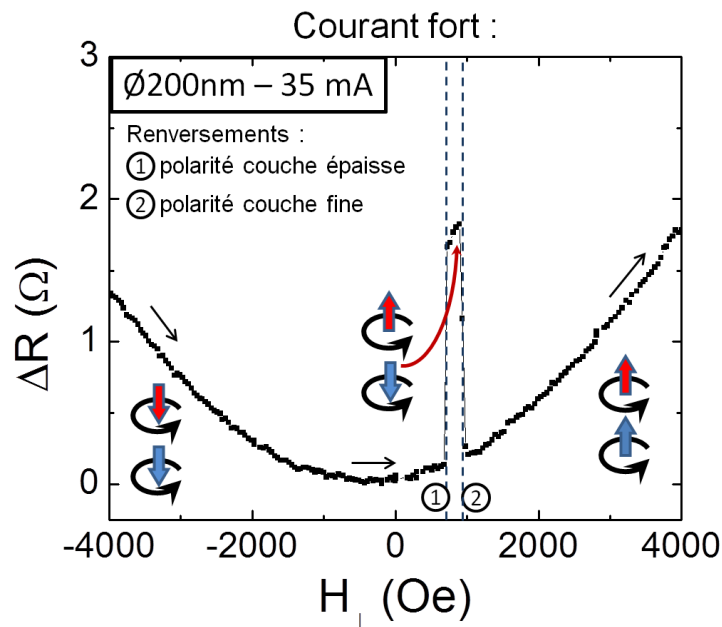 Courant fort :
Ø200nm – 35 mA
Renversements :
① polarité couche épaisse
② polarité couche fine
3
2
1
0
ΔR (Ω)
① ②
-4000 -2000 0 2000 4000
H⊥ (Oe)